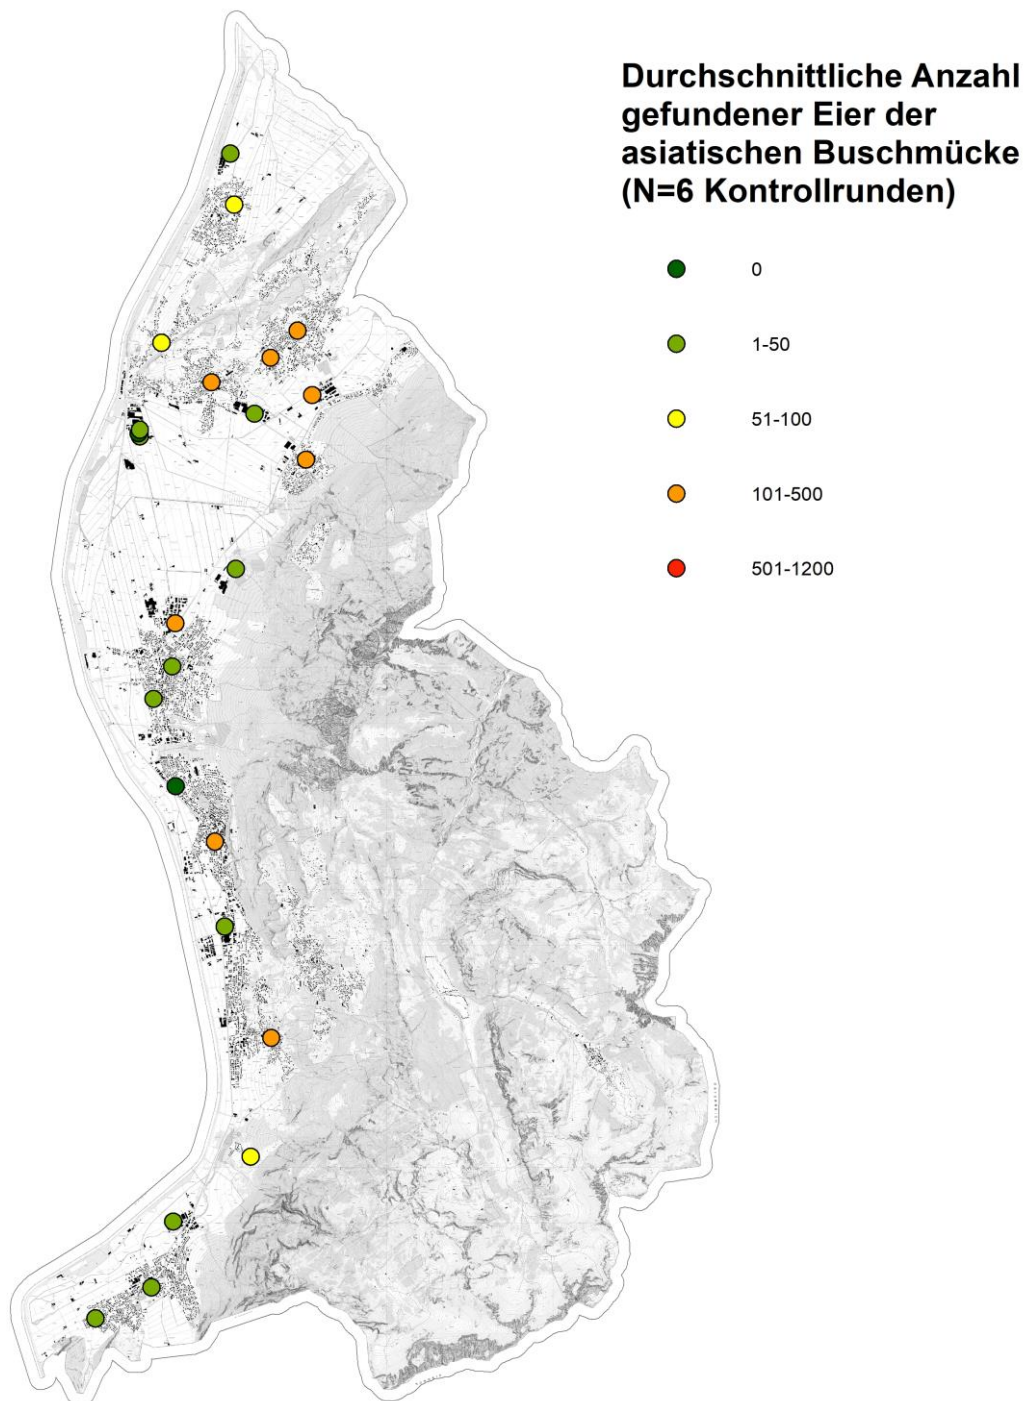 Durchschnittliche Anzahl
gefundener Eier der
asiatischen Buschmücke
(N=6 Kontrollrunden)
0
1-50
51-100
101-500
501-1200